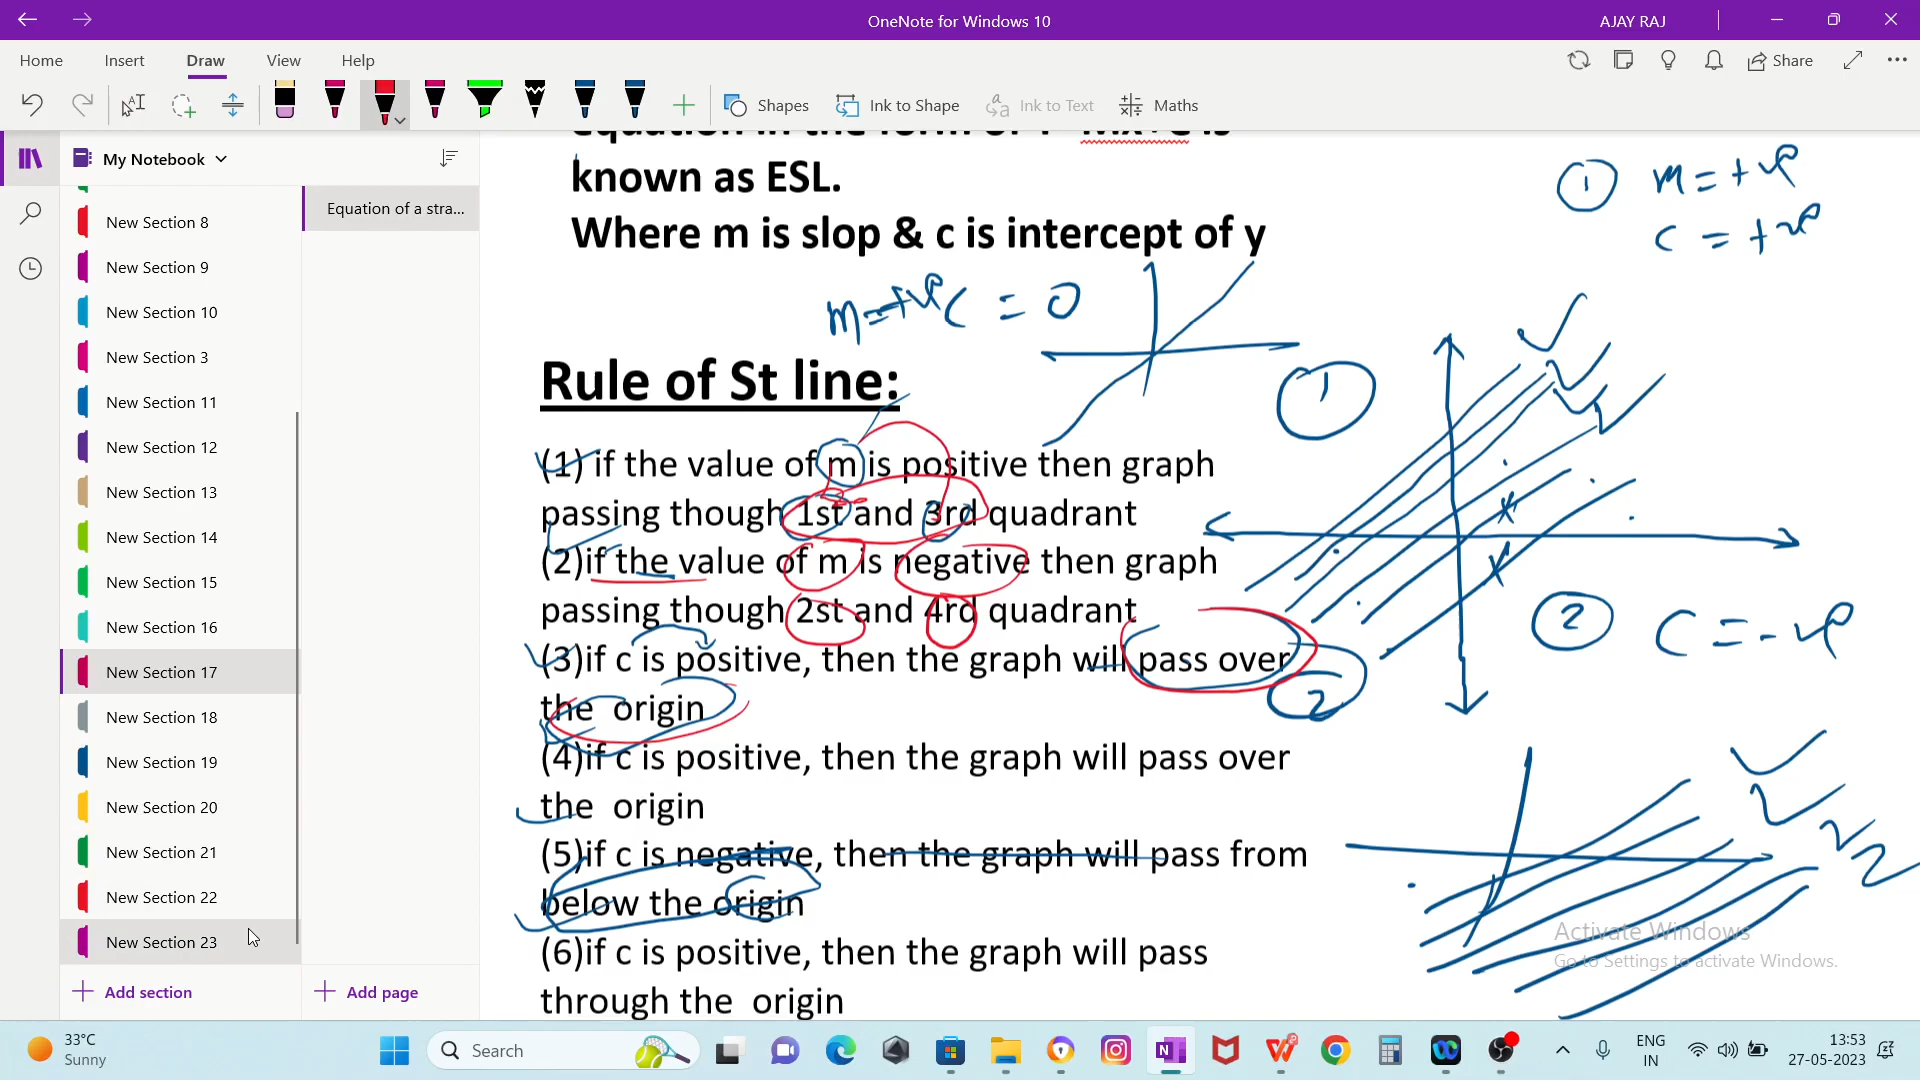 OneNote for Windows 10
AJAY RAJ
Home Insert Draw View Help
Share
Shapes Ink to Shape Ink to Text Maths
My Notebook
New Section 8
New Section 9
New Section 10
New Section 3
New Section 11
New Section 12
New Section 13
New Section 14
New Section 15
New Section 16
New Section 17
New Section 18
New Section 19
New Section 20
New Section 21
New Section 22
New Section 23
Add section
Equation of a stra...
Add page
known as ESL.
Where m is slop & c is intercept of y
m=+ve C = 0
1 m = +ve
c = +ve
Rule of St line:
(1) if the value of m is positive then graph
passing though 1st and 3rd quadrant
(2)if the value of m is negative then graph
passing though 2st and 4rd quadrant
(3)if c is positive, then the graph will pass over
the origin
(4)if c is positive, then the graph will pass over
the origin
(5)if c is negative, then the graph will pass from
below the origin
(6)if c is positive, then the graph will pass
through the origin
1
2
2 C = -ve
Activate Windows
Go to Settings to activate Windows.
33°C
Sunny
Search
ENG
IN
13:53
27-05-2023